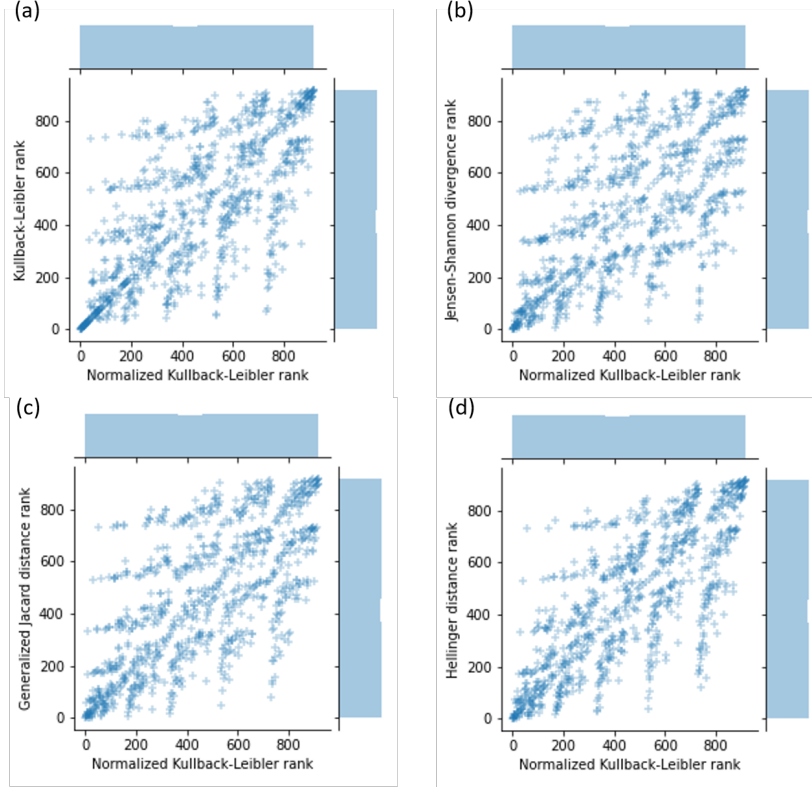 (a)
Kullback-Leibler rank
800
600
400
200
0
0 200 400 600 800
Normalized Kullback-Leibler rank
(b)
Jensen-Shannon divergence rank
800
600
400
200
0
0 200 400 600 800
Normalized Kullback-Leibler rank
(c)
Generalized Jacard distance rank
800
600
400
200
0
0 200 400 600 800
Normalized Kullback-Leibler rank
(d)
Hellinger distance rank
800
600
400
200
0
0 200 400 600 800
Normalized Kullback-Leibler rank